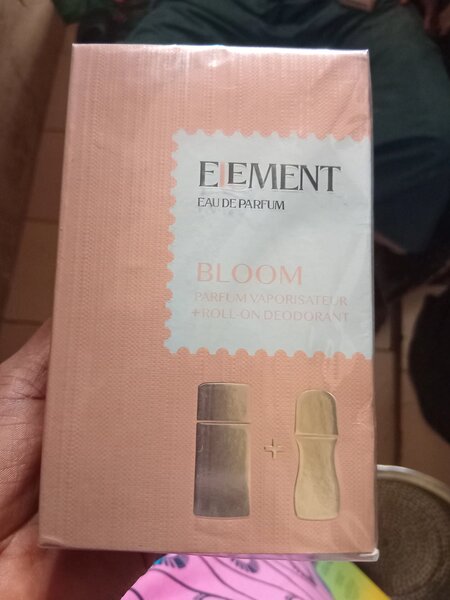 ELEMENT
EAU DE PARFUM
BLOOM
PARFUM VAPORISATEUR
+ROLL-ON DEODORANT
+